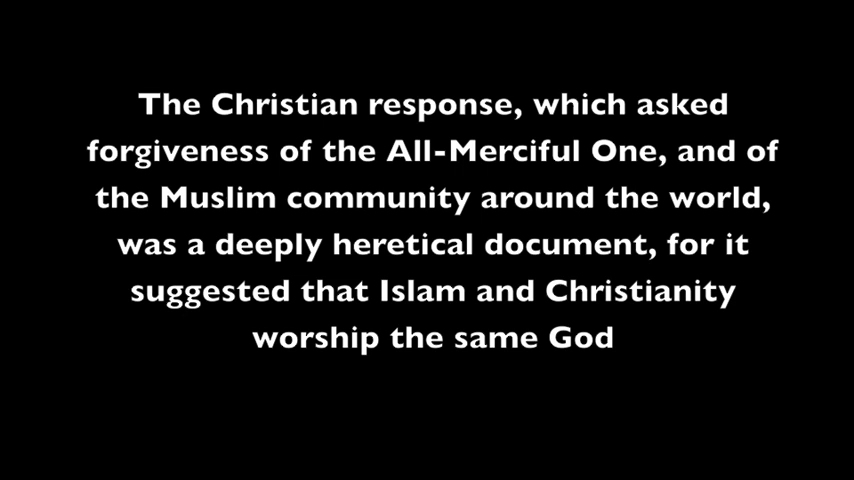 The Christian response, which asked
forgiveness of the All-Merciful One, and of
the Muslim community around the world,
was a deeply heretical document, for it
suggested that Islam and Christianity
worship the same God